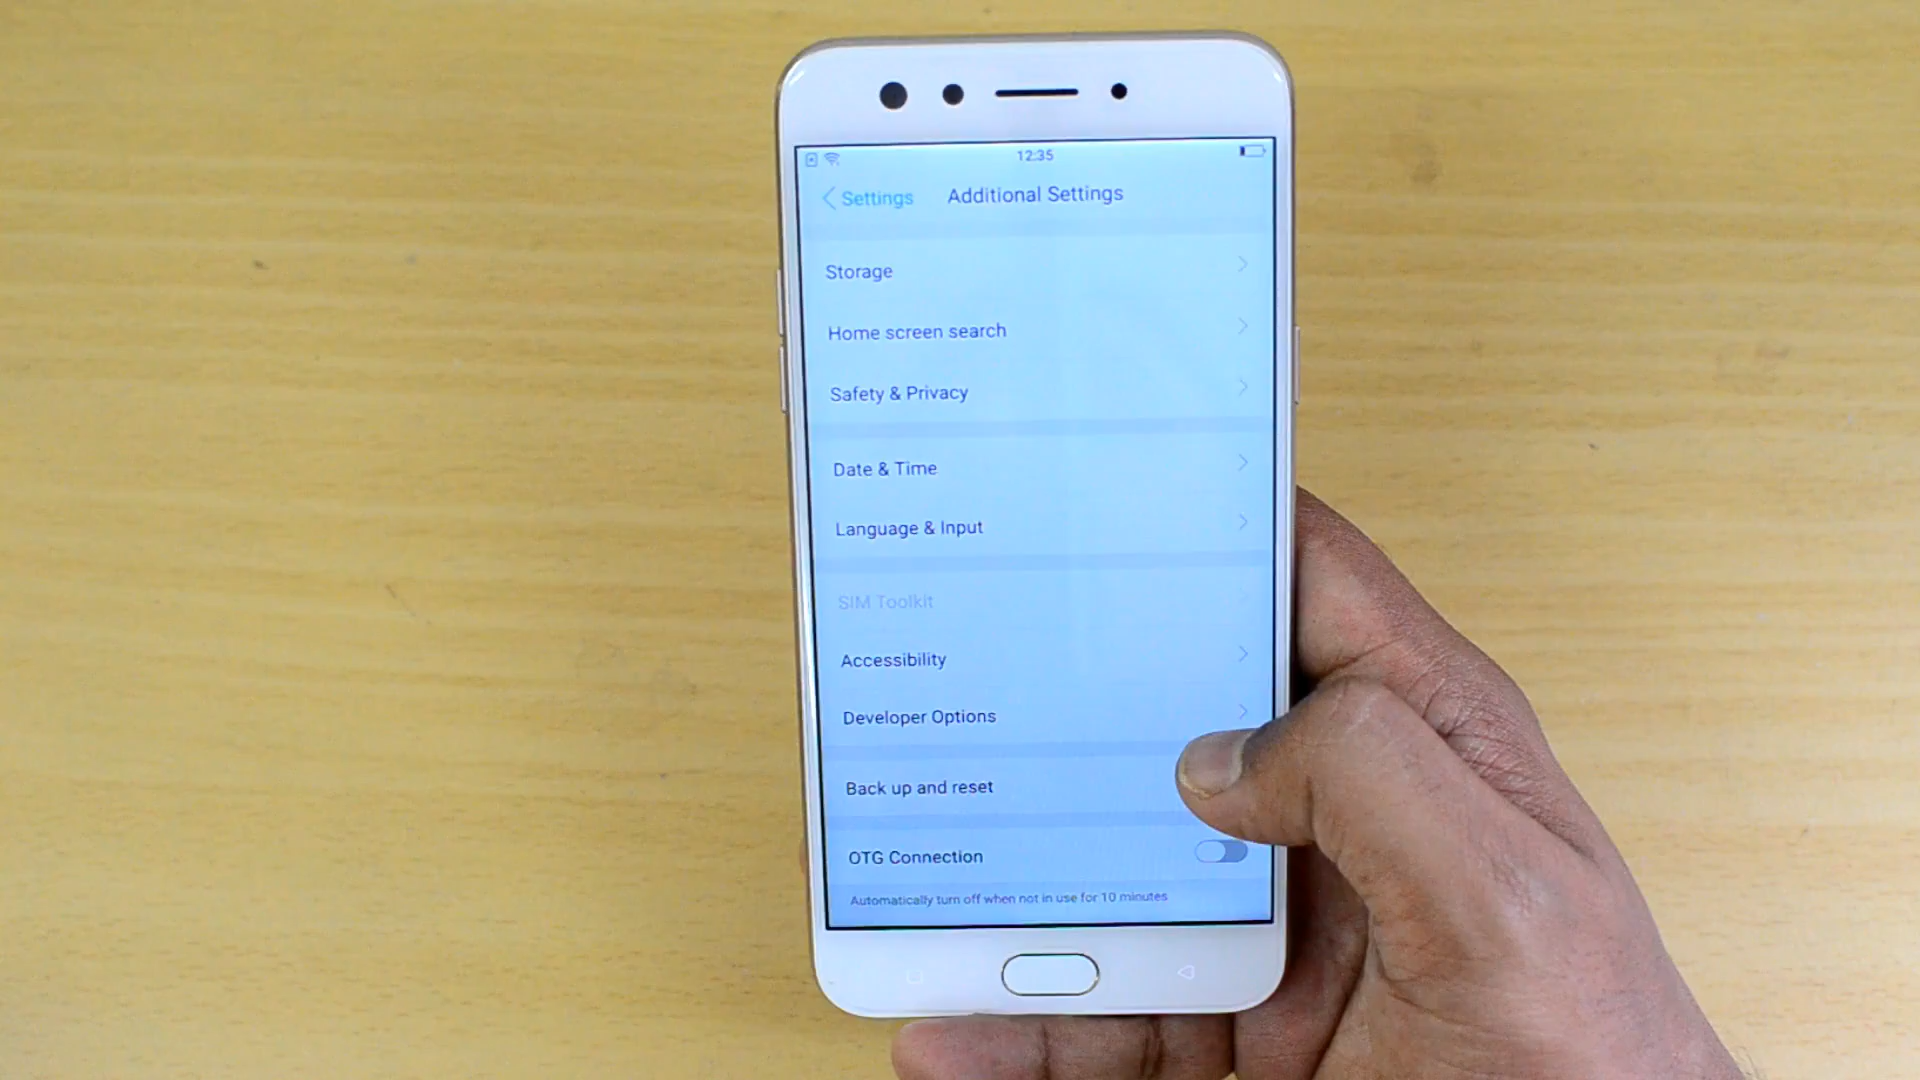 12:35
Settings Additional Settings
Storage
Home screen search
Safety & Privacy
Date & Time
Language & Input
SIM Toolkit
Accessibility
Developer Options
Back up and reset
OTG Connection
Automatically turn off when not in use for 10 minutes